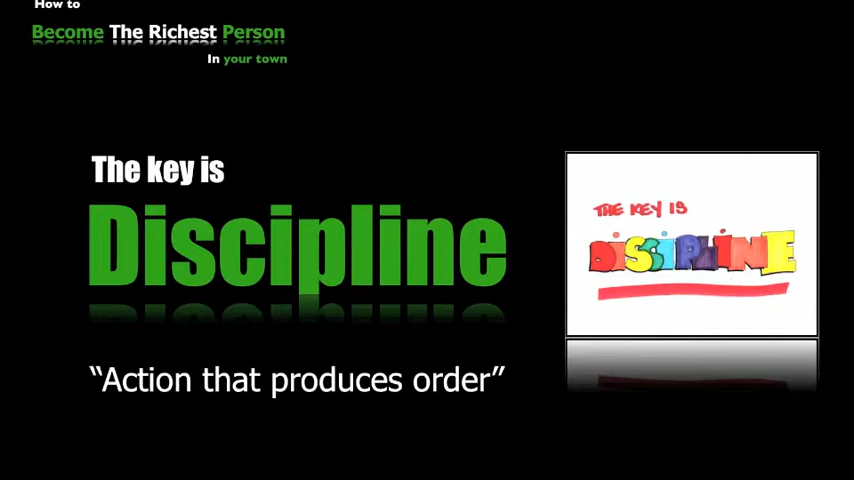 How to
Become The Richest Person
In your town
The key is
Discipline
“Action that produces order”
THE KEY IS
DISCIPLINE